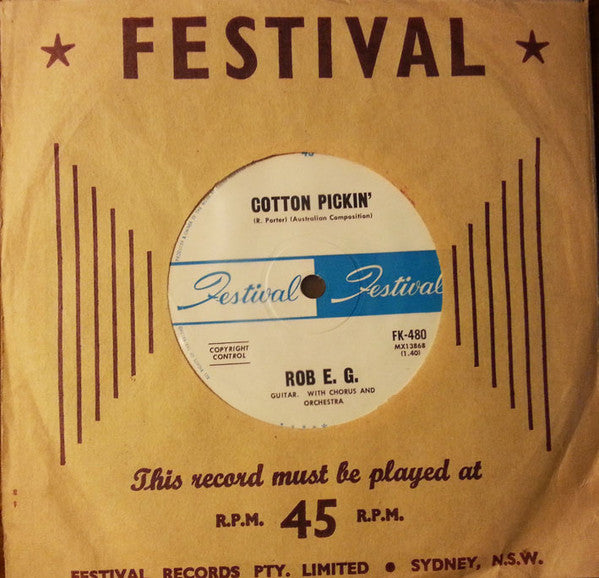 ★ FESTIVAL ★
45
COTTON PICKIN'
(R. Porter) (Australian Composition)
Festival Festival
FK-480
MX13868
(1.40)
COPYRIGHT
CONTROL
ROB E. G.
GUITAR. WITH CHORUS AND
ORCHESTRA
This record must be played at
R.P.M. 45 R.P.M.
FESTIVAL RECORDS PTY. LIMITED • SYDNEY, N.S.W.